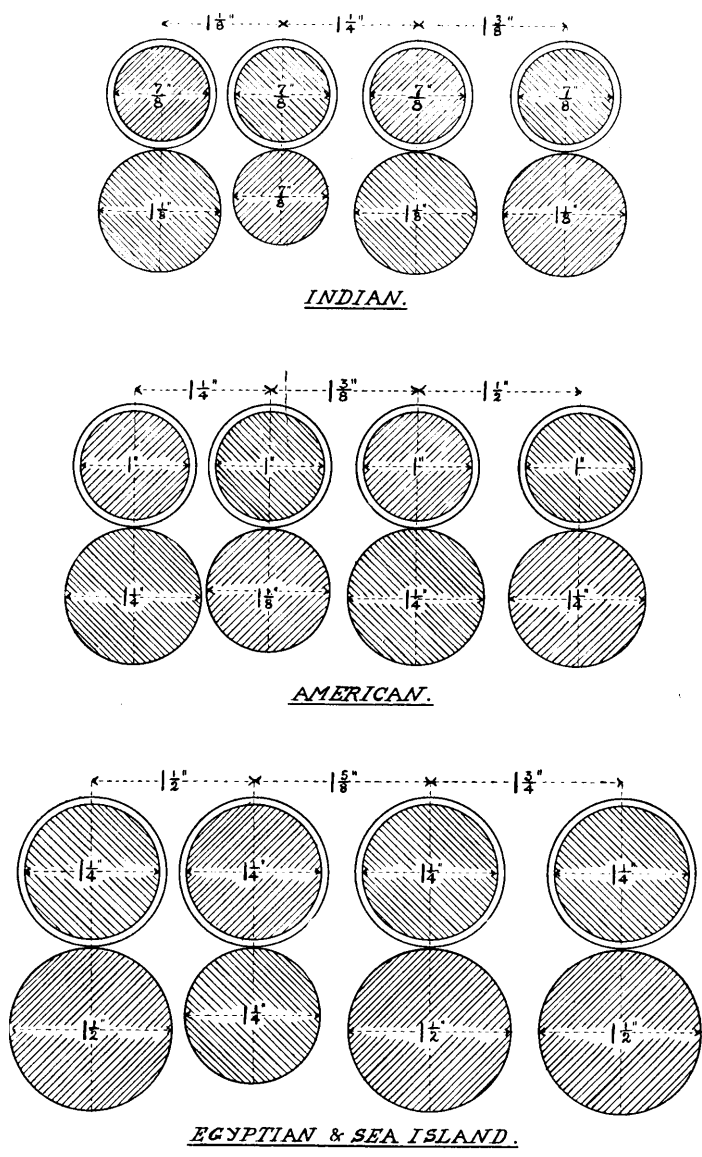 1 1/8" 1 1/4" 1 3/8"
7/8" 7/8" 7/8" 7/8"
1 1/8" 7/8" 1 1/8" 1 1/8"
INDIAN.
1 1/4" 1 3/8" 1 1/2"
1" 1" 1" 1"
1 1/4" 1 1/8" 1 1/4" 1 1/4"
AMERICAN.
1 1/2" 1 5/8" 1 3/4"
1 1/4" 1 1/4" 1 1/4" 1 1/4"
1 1/2" 1 1/4" 1 1/2" 1 1/2"
EGYPTIAN & SEA ISLAND.